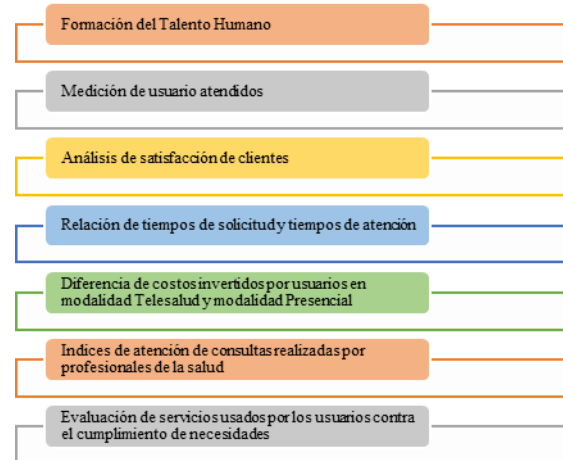 Formación del Talento Humano
Medición de usuario atendidos
Análisis de satisfacción de clientes
Relación de tiempos de solicitud y tiempos de atención
Diferencia de costos invertidos por usuarios en
modalidad Telesalud y modalidad Presencial
Indices de atención de consultas realizadas por
profesionales de la salud
Evaluación de servicios usados por los usuarios contra
el cumplimiento de necesidades